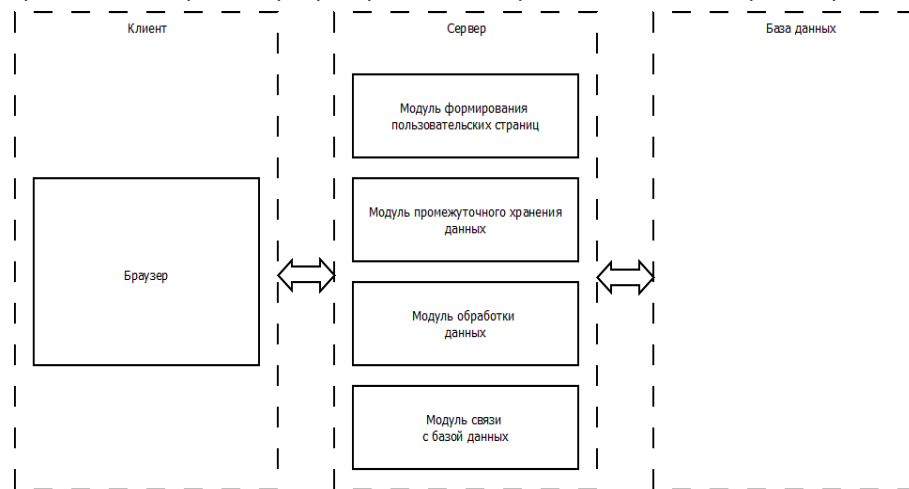 Клиент
Сервер
База данных
Модуль формирования
пользовательских страниц
Модуль промежуточного хранения
данных
Браузер
Модуль обработки
данных
Модуль связи
с базой данных